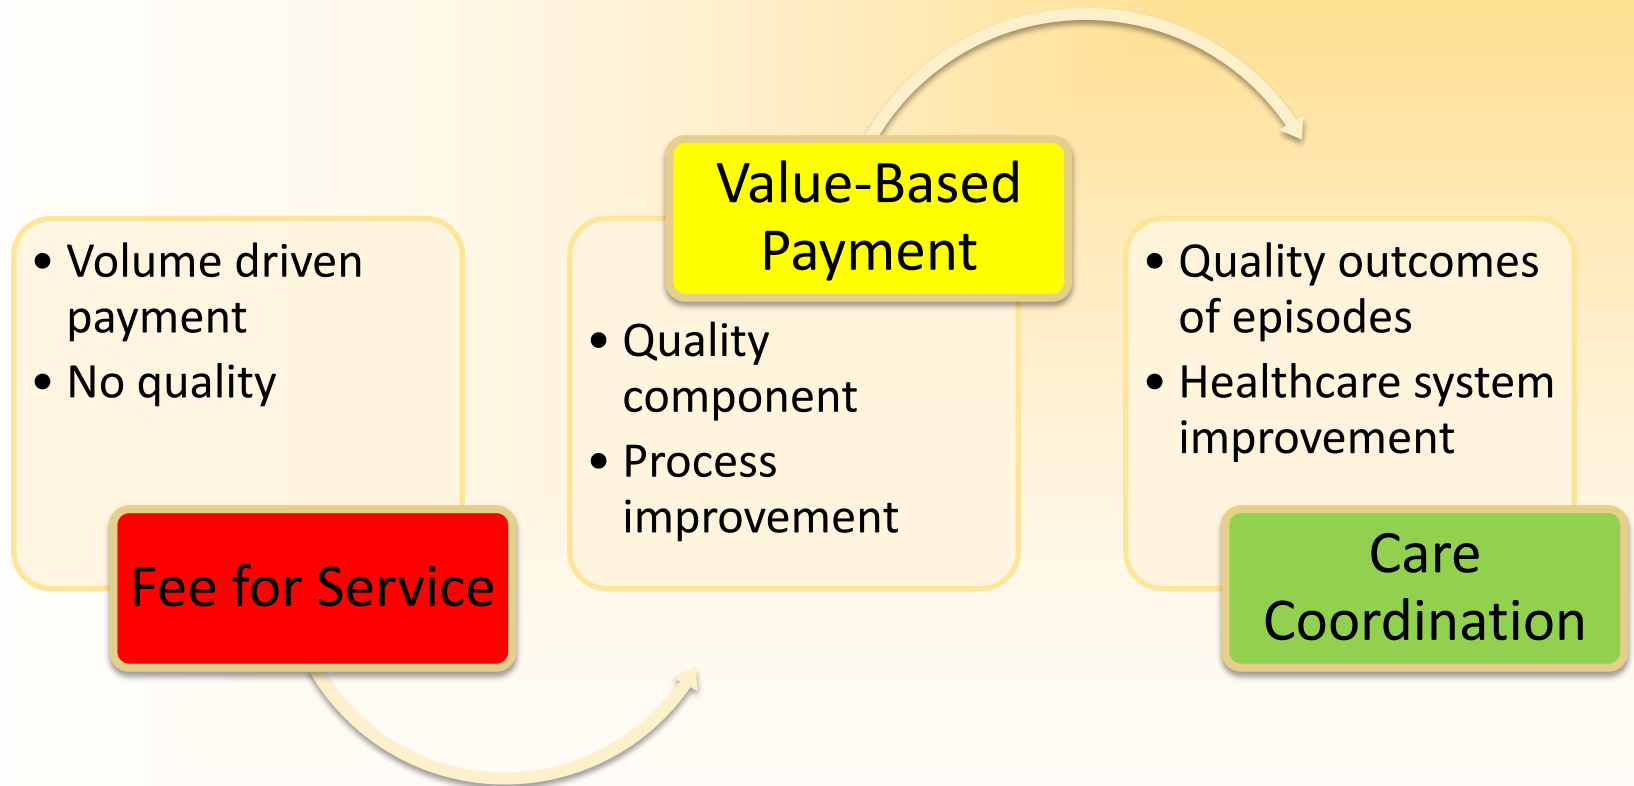 • Volume driven
payment
• No quality
Fee for Service
Value-Based
Payment
• Quality
component
• Process
improvement
• Quality outcomes
of episodes
• Healthcare system
improvement
Care
Coordination